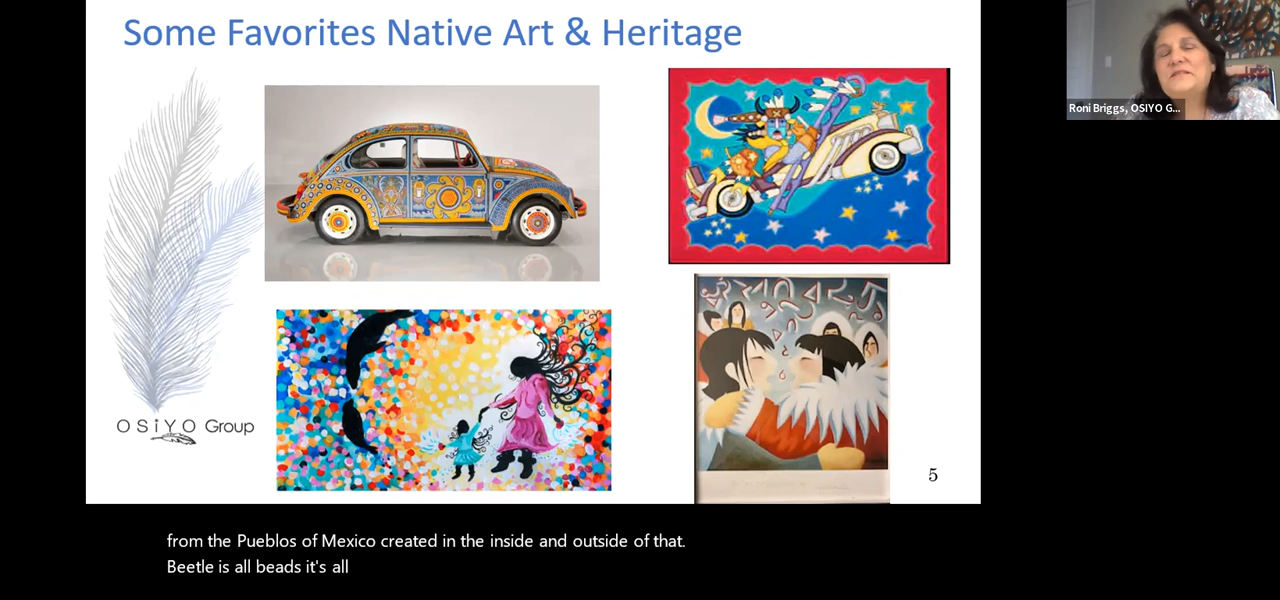 Some Favorites Native Art & Heritage
Roni Briggs, OSIYO G...
OSiYO Group
5
from the Pueblos of Mexico created in the inside and outside of that.
Beetle is all beads it's all